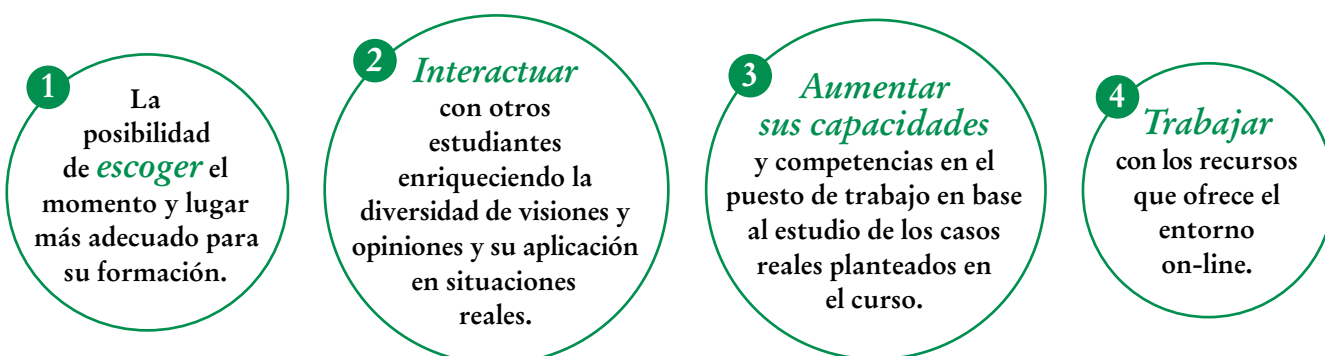 1
La
posibilidad
de escoger el
momento y lugar
más adecuado para
su formación.
2
Interactuar
con otros
estudiantes
enriqueciendo la
diversidad de visiones y
opiniones y su aplicación
en situaciones
reales.
3
Aumentar
sus capacidades
y competencias en el
puesto de trabajo en base
al estudio de los casos
reales planteados en
el curso.
4
Trabajar
con los recursos
que ofrece el
entorno
on-line.